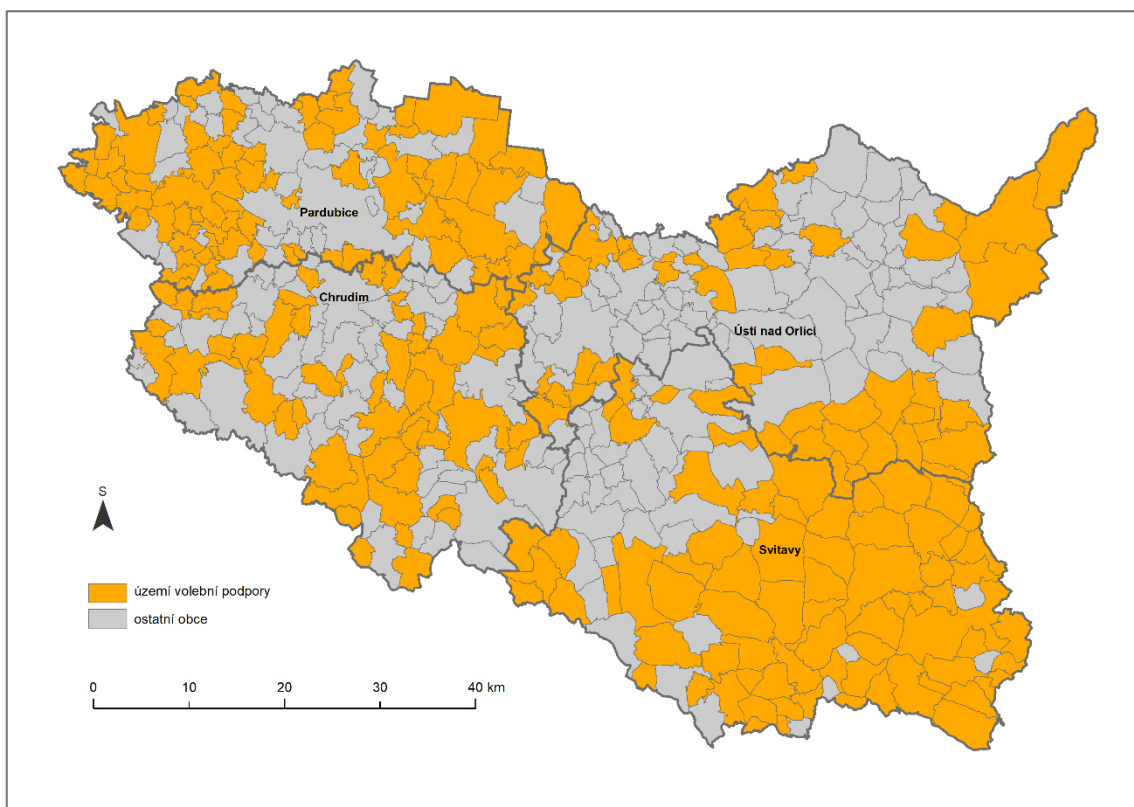 Pardubice
Chrudim
Ústí nad Orlicí
S
Svitavy
území volební podpory
ostatní obce
0 10 20 30 40 km